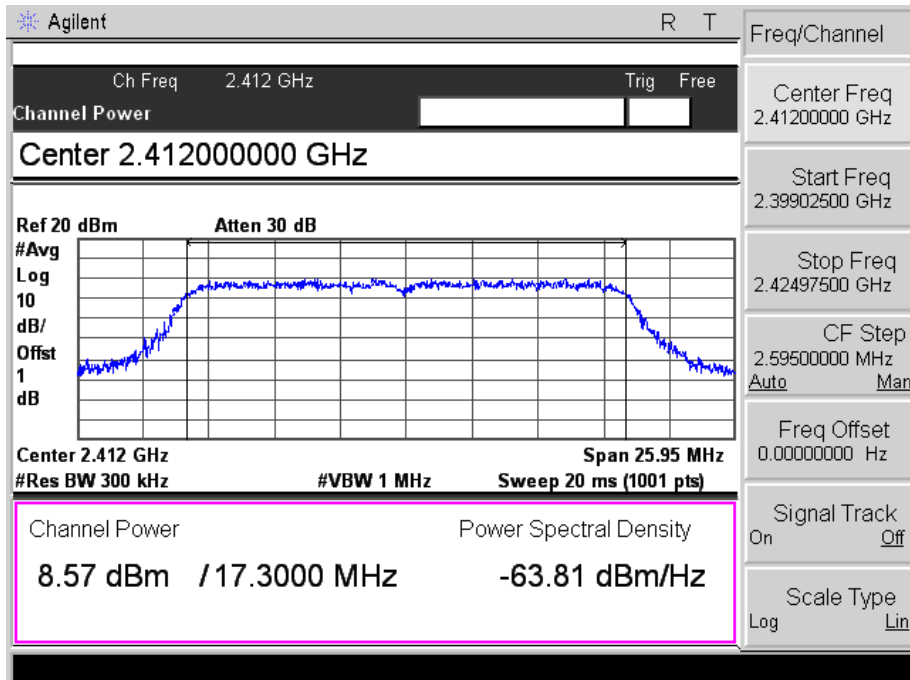 Agilent R T
Ch Freq 2.412 GHz Trig Free
Channel Power
Center 2.412000000 GHz
Ref 20 dBm Atten 30 dB
#Avg
Log
10
dB/
Offst
1
dB
Center 2.412 GHz Span 25.95 MHz
#Res BW 300 kHz #VBW 1 MHz Sweep 20 ms (1001 pts)
Channel Power Power Spectral Density
8.57 dBm /17.3000 MHz -63.81 dBm/Hz
Freq/Channel
Center Freq
2.41200000 GHz
Start Freq
2.39902500 GHz
Stop Freq
2.42497500 GHz
CF Step
2.59500000 MHz
Auto Man
Freq Offset
0.00000000 Hz
Signal Track
On Off
Scale Type
Log Lin